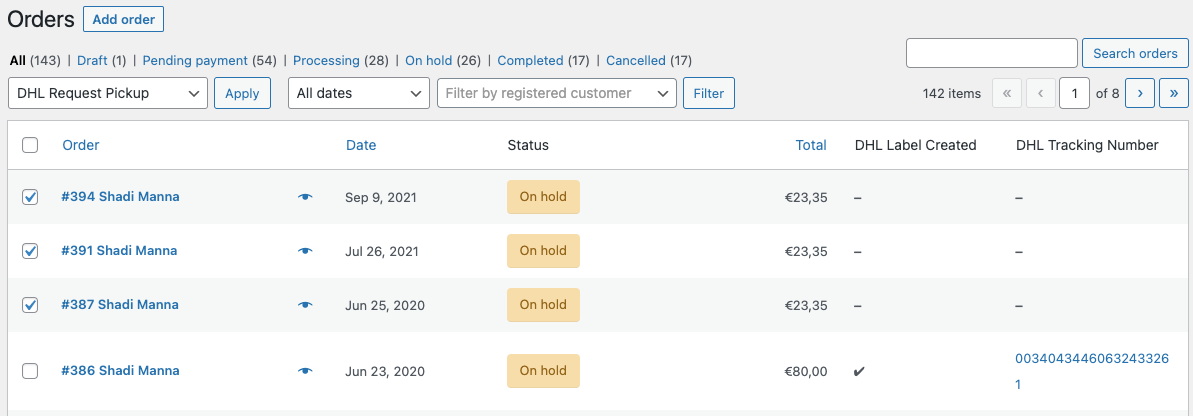 Orders Add order
All (143) | Draft (1) | Pending payment (54) | Processing (28) | On hold (26) | Completed (17) | Cancelled (17) Search orders
DHL Request Pickup Apply All dates Filter by registered customer Filter 142 items « ‹ 1 of 8 › »
Order Date Status Total DHL Label Created DHL Tracking Number
#394 Shadi Manna Sep 9, 2021 On hold €23,35 – –
#391 Shadi Manna Jul 26, 2021 On hold €23,35 – –
#387 Shadi Manna Jun 25, 2020 On hold €23,35 – –
#386 Shadi Manna Jun 23, 2020 On hold €80,00 ✔ 0034043446063243326
1